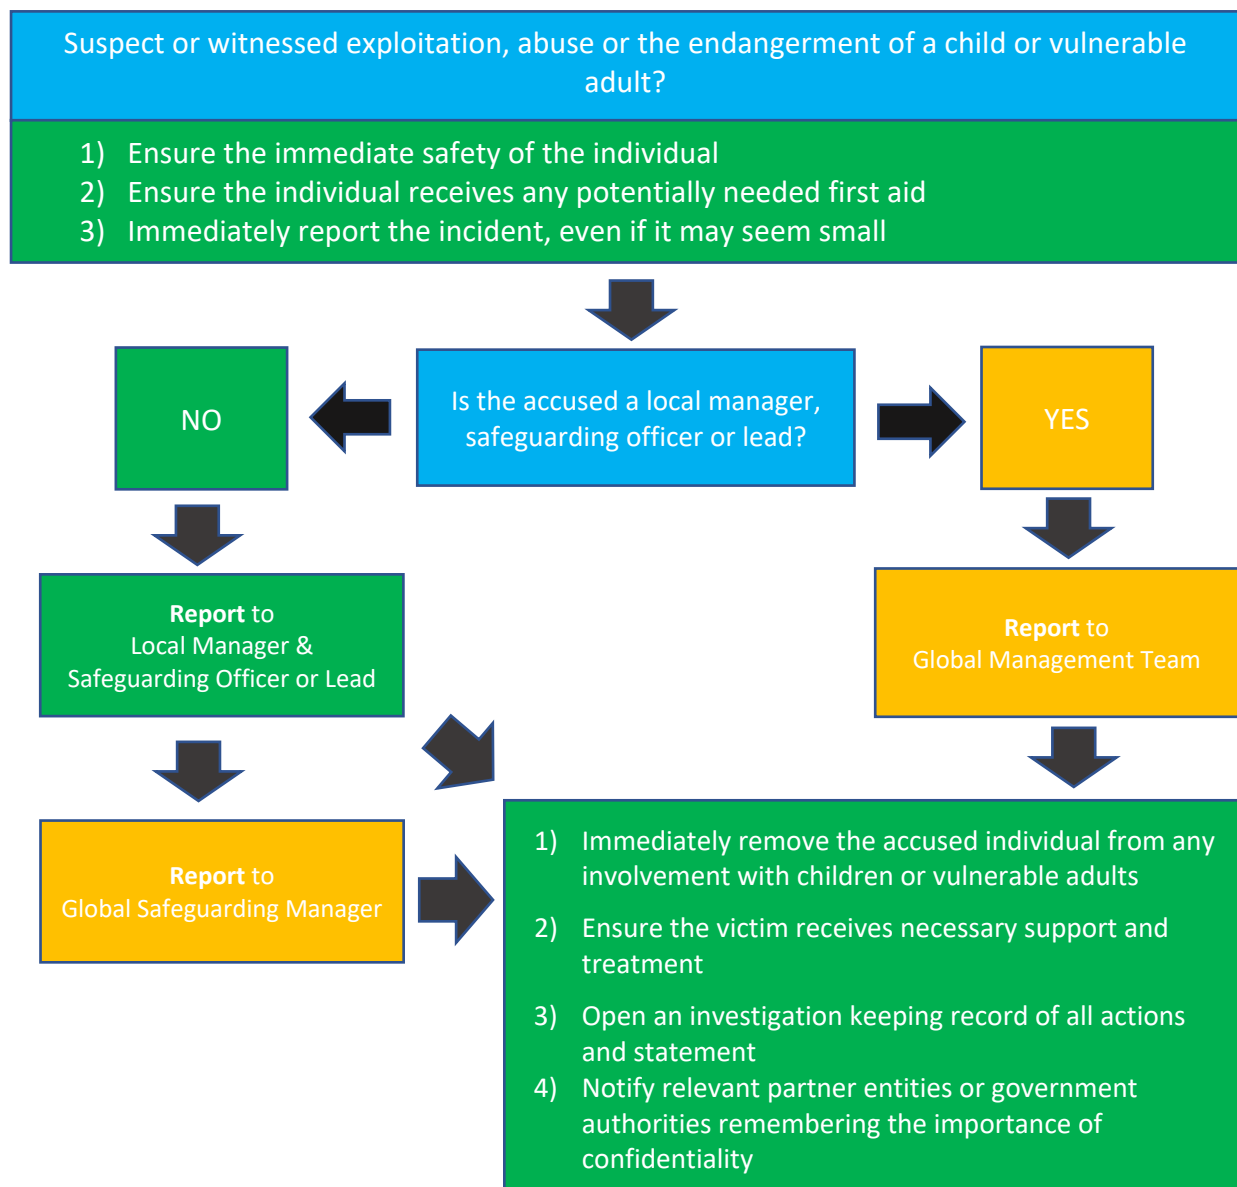 Suspect or witnessed exploitation, abuse or the endangerment of a child or vulnerable
adult?
1) Ensure the immediate safety of the individual
2) Ensure the individual receives any potentially needed first aid
3) Immediately report the incident, even if it may seem small
NO
Is the accused a local manager,
safeguarding officer or lead?
YES
Report to
Local Manager &
Safeguarding Officer or Lead
Report to
Global Management Team
Report to
Global Safeguarding Manager
1) Immediately remove the accused individual from any
involvement with children or vulnerable adults
2) Ensure the victim receives necessary support and
treatment
3) Open an investigation keeping record of all actions
and statement
4) Notify relevant partner entities or government
authorities remembering the importance of
confidentiality